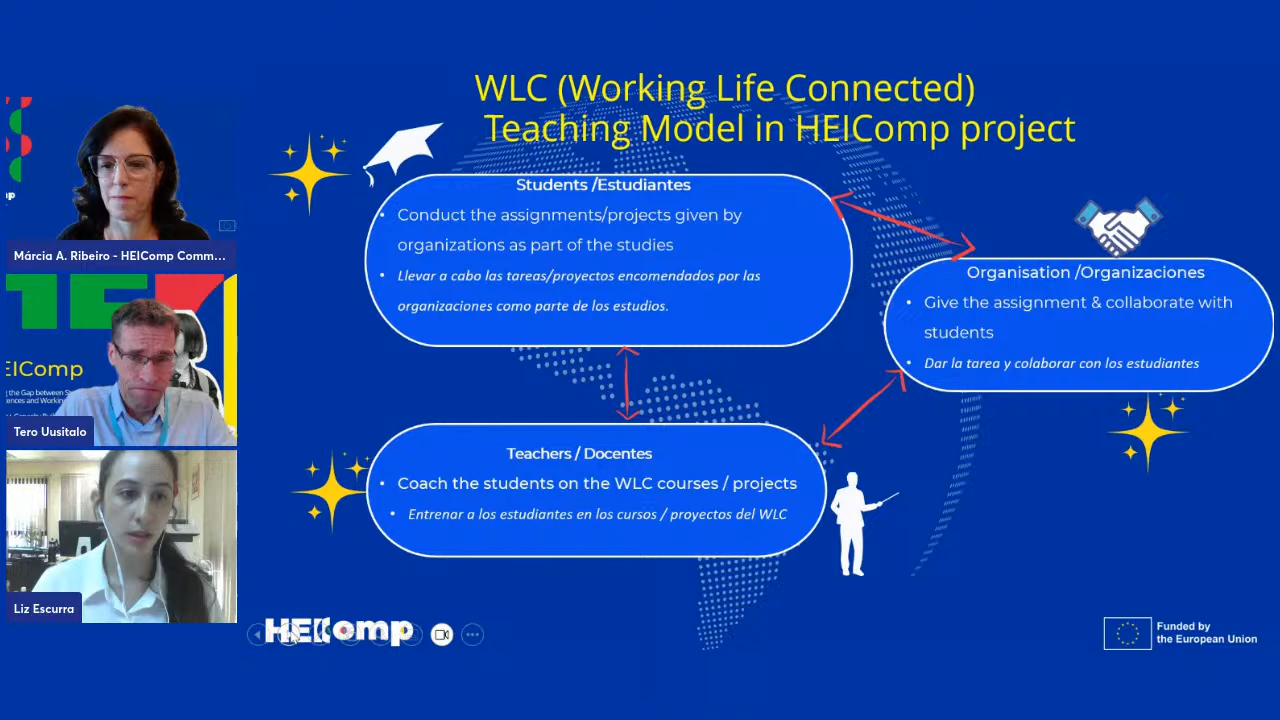 WLC (Working Life Connected)
Teaching Model in HEIComp project
Students /Estudiantes
• Conduct the assignments/projects given by
organizations as part of the studies
• Llevar a cabo las tareas/proyectos encomendados por las
organizaciones como parte de los estudios.
Organisation /Organizaciones
• Give the assignment & collaborate with
students
• Dar la tarea y colaborar con los estudiantes
Teachers / Docentes
• Coach the students on the WLC courses / projects
• Entrenar a los estudiantes en los cursos / proyectos del WLC
Márcia A. Ribeiro - HEIComp Comm...
EIComp
Tero Uusitalo
Liz Escurra
HEIComp
Funded by
the European Union